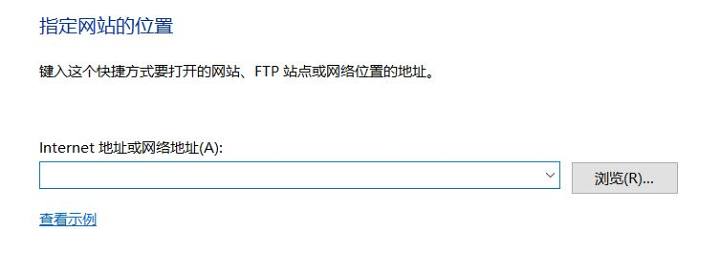 指定网站的位置
键入这个快捷方式要打开的网站、FTP 站点或网络位置的地址。
Internet 地址或网络地址(A):
浏览(R)...
查看示例